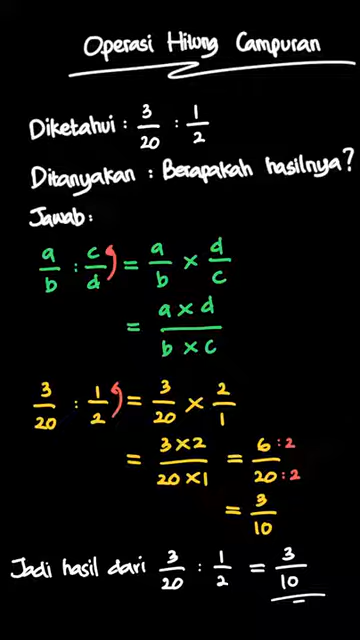 Operasi Hitung Campuran
Diketahui : 3/20 : 1/2
Ditanyakan : Berapakah hasilnya?
Jawab:
a/b : c/d = a/b × d/c
= a × d / b × c
3/20 : 1/2 = 3/20 × 2/1
= 3×2 / 20×1 = 6 :2 / 20 :2
= 3/10
Jadi hasil dari 3/20 : 1/2 = 3/10